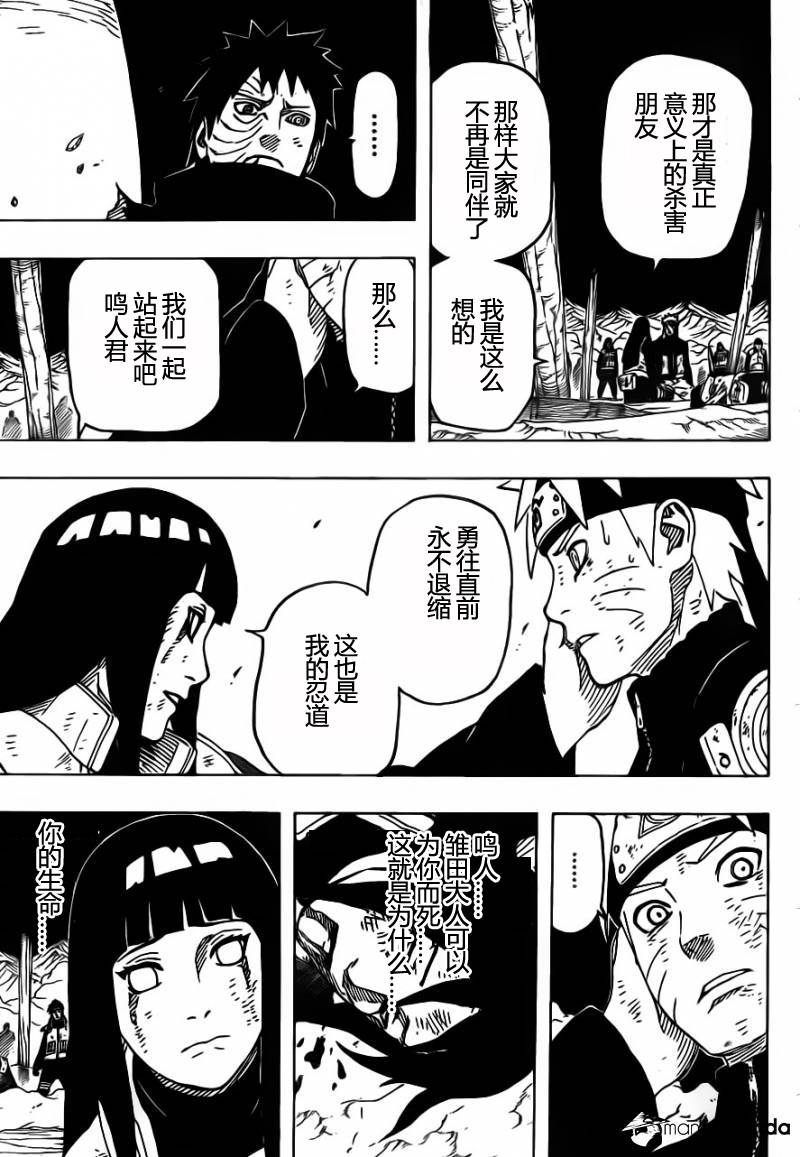 那才是真正
意义上的杀害
朋友
那样大家就
不再是同伴了
我是这么
想的
……
那么……
我们一起
站起来吧
鸣人君
勇往直前
永不退缩
这也是
我的忍道
……
鸣人……
雏田大人可以
为你而死……
这就是为什么……
你的生命……